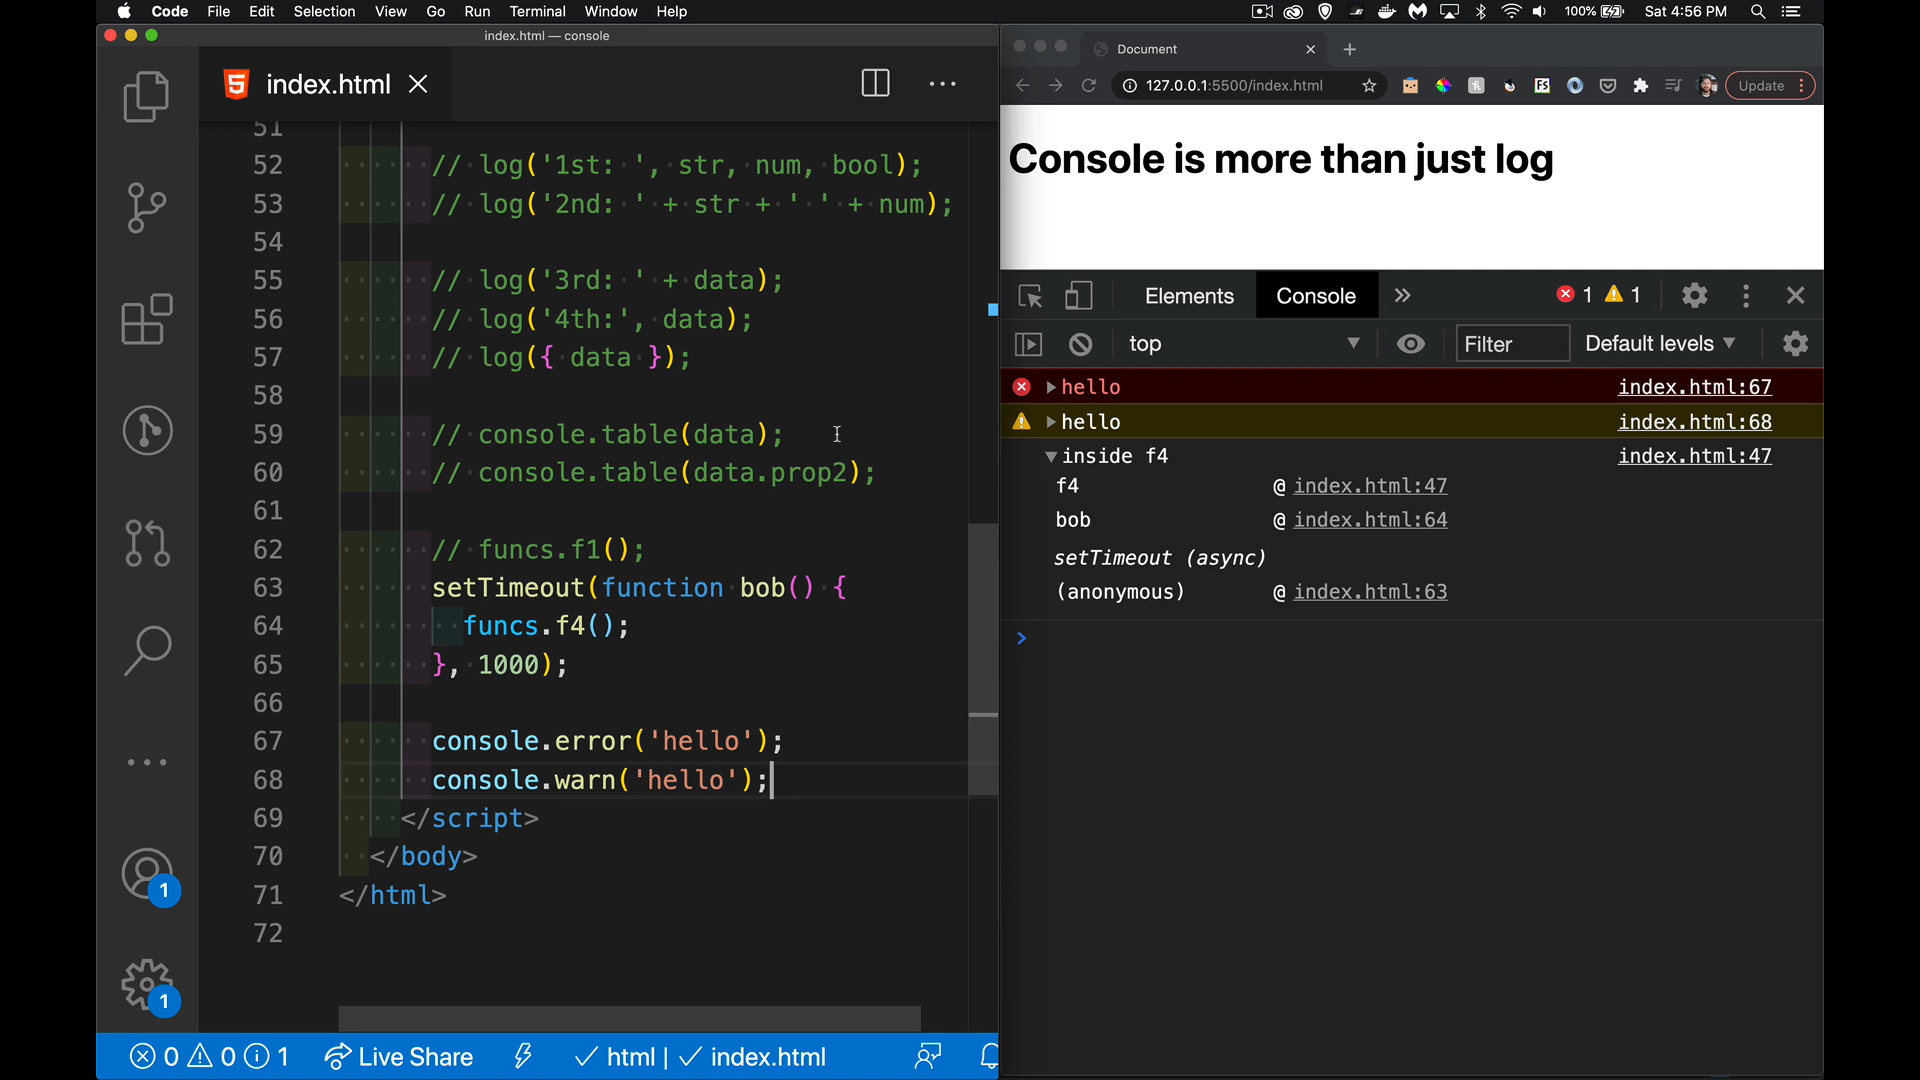 Code File Edit Selection View Go Run Terminal Window Help
100% Sat 4:56 PM
index.html — console
index.html
51
52 // log('1st: ', str, num, bool);
53 // log('2nd: ' + str + ' ' + num);
54
55 // log('3rd: ' + data);
56 // log('4th:', data);
57 // log({ data });
58
59 // console.table(data);
60 // console.table(data.prop2);
61
62 // funcs.f1();
63 setTimeout(function bob() {
64 funcs.f4();
65 }, 1000);
66
67 console.error('hello');
68 console.warn('hello');
69 </script>
70 </body>
71 </html>
72
1
1
0 0 1 Live Share html | index.html
Document
127.0.0.1:5500/index.html Update
Console is more than just log
Elements Console 1 1
top Filter Default levels
hello index.html:67
hello index.html:68
inside f4 index.html:47
f4 @ index.html:47
bob @ index.html:64
setTimeout (async)
(anonymous) @ index.html:63